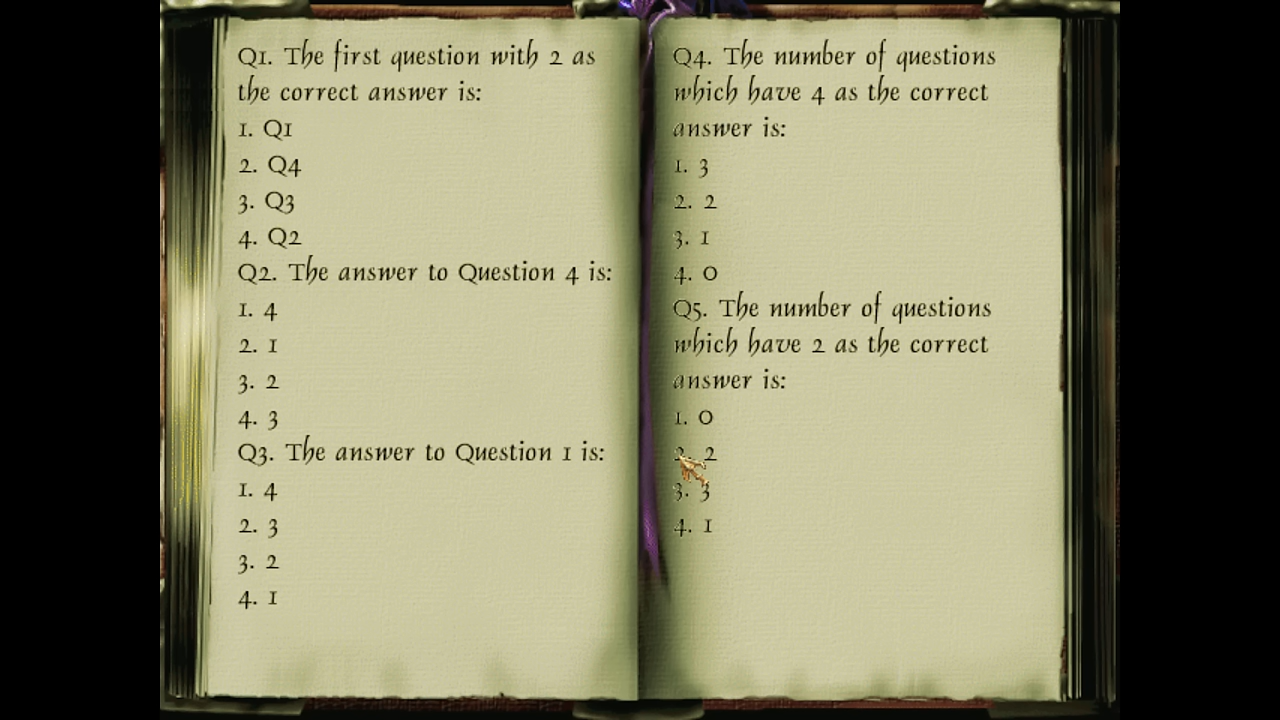 Q1. The first question with 2 as
the correct answer is:
1. Q1
2. Q4
3. Q3
4. Q2
Q2. The answer to Question 4 is:
1. 4
2. 1
3. 2
4. 3
Q3. The answer to Question 1 is:
1. 4
2. 3
3. 2
4. 1
Q4. The number of questions
which have 4 as the correct
answer is:
1. 3
2. 2
3. 1
4. 0
Q5. The number of questions
which have 2 as the correct
answer is:
1. 0
2. 2
3. 3
4. 1